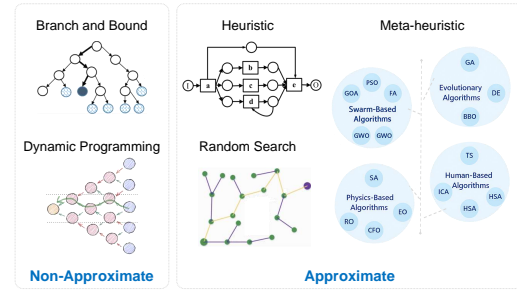 Branch and Bound
Dynamic Programming
Non-Approximate
Heuristic
I
a
b
c
d
e
O
Random Search
Meta-heuristic
PSO
GOA
FA
Swarm-Based
Algorithms
GWO
GWO
GA
Evolutionary
Algorithms
DE
BBO
SA
Physics-Based
Algorithms
RO
EO
CFO
TS
Human-Based
Algorithms
ICA
HSA
HSA
Approximate